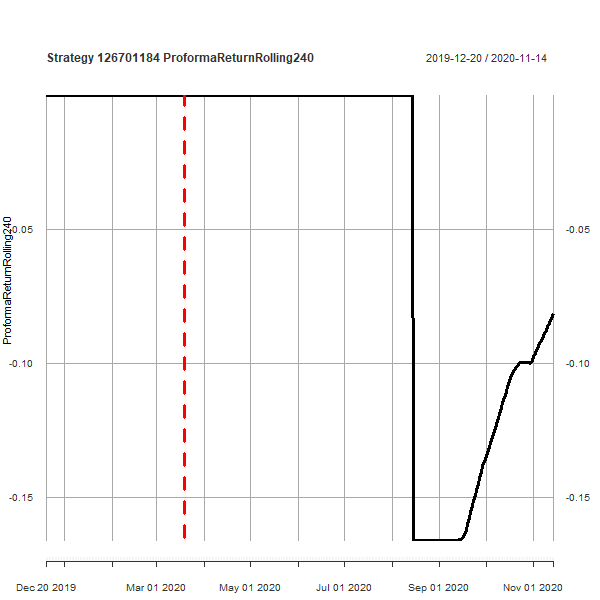 Strategy 126701184 ProformaReturnRolling240
2019-12-20 / 2020-11-14
ProformaReturnRolling240
-0.05
-0.05
-0.10
-0.10
-0.15
-0.15
Dec 20 2019
Mar 01 2020
May 01 2020
Jul 01 2020
Sep 01 2020
Nov 01 2020